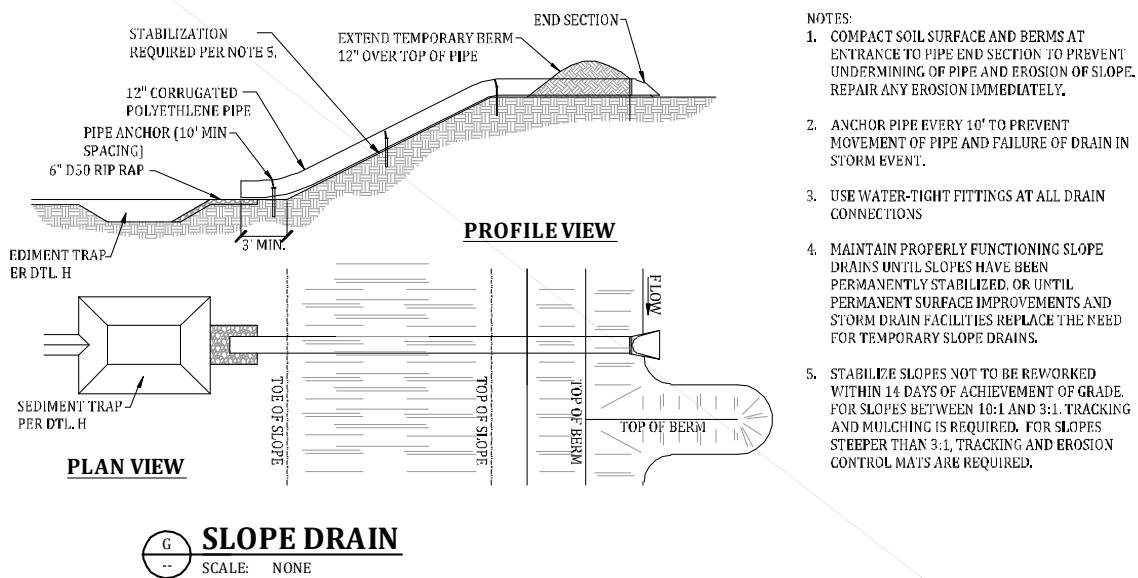 STABILIZATION
REQUIRED PER NOTE 5.
12" CORRUGATED
POLYETHLENE PIPE
PIPE ANCHOR (10' MIN
SPACING)
6" D50 RIP RAP
EDIMENT TRAP
ER DTL. H
3' MIN.
EXTEND TEMPORARY BERM
12" OVER TOP OF PIPE
END SECTION
PROFILE VIEW
SEDIMENT TRAP
PER DTL. H
PLAN VIEW
TOE OF SLOPE
TOP OF SLOPE
TOP OF BERM
FLOW
TOP OF BERM
G
--
SLOPE DRAIN
SCALE: NONE
NOTES:
1. COMPACT SOIL SURFACE AND BERMS AT
ENTRANCE TO PIPE END SECTION TO PREVENT
UNDERMINING OF PIPE AND EROSION OF SLOPE.
REPAIR ANY EROSION IMMEDIATELY.
2. ANCHOR PIPE EVERY 10' TO PREVENT
MOVEMENT OF PIPE AND FAILURE OF DRAIN IN
STORM EVENT.
3. USE WATER-TIGHT FITTINGS AT ALL DRAIN
CONNECTIONS
4. MAINTAIN PROPERLY FUNCTIONING SLOPE
DRAINS UNTIL SLOPES HAVE BEEN
PERMANENTLY STABILIZED, OR UNTIL
PERMANENT SURFACE IMPROVEMENTS AND
STORM DRAIN FACILITIES REPLACE THE NEED
FOR TEMPORARY SLOPE DRAINS.
5. STABILIZE SLOPES NOT TO BE REWORKED
WITHIN 14 DAYS OF ACHIEVEMENT OF GRADE.
FOR SLOPES BETWEEN 10:1 AND 3:1, TRACKING
AND MULCHING IS REQUIRED. FOR SLOPES
STEEPER THAN 3:1, TRACKING AND EROSION
CONTROL MATS ARE REQUIRED.